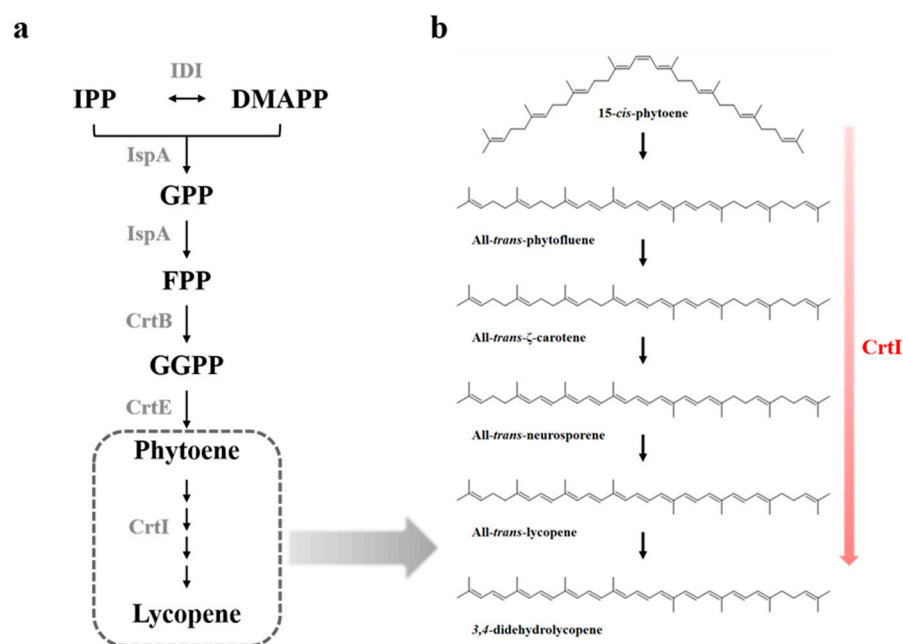 a
IDI
IPP
DMAPP
IspA
GPP
IspA
FPP
CrtB
GGPP
CrtE
Phytoene
CrtI
Lycopene
b
15-cis-phytoene
All-trans-phytofluene
All-trans-ζ-carotene
All-trans-neurosporene
All-trans-lycopene
3,4-didehydrolycopene
CrtI